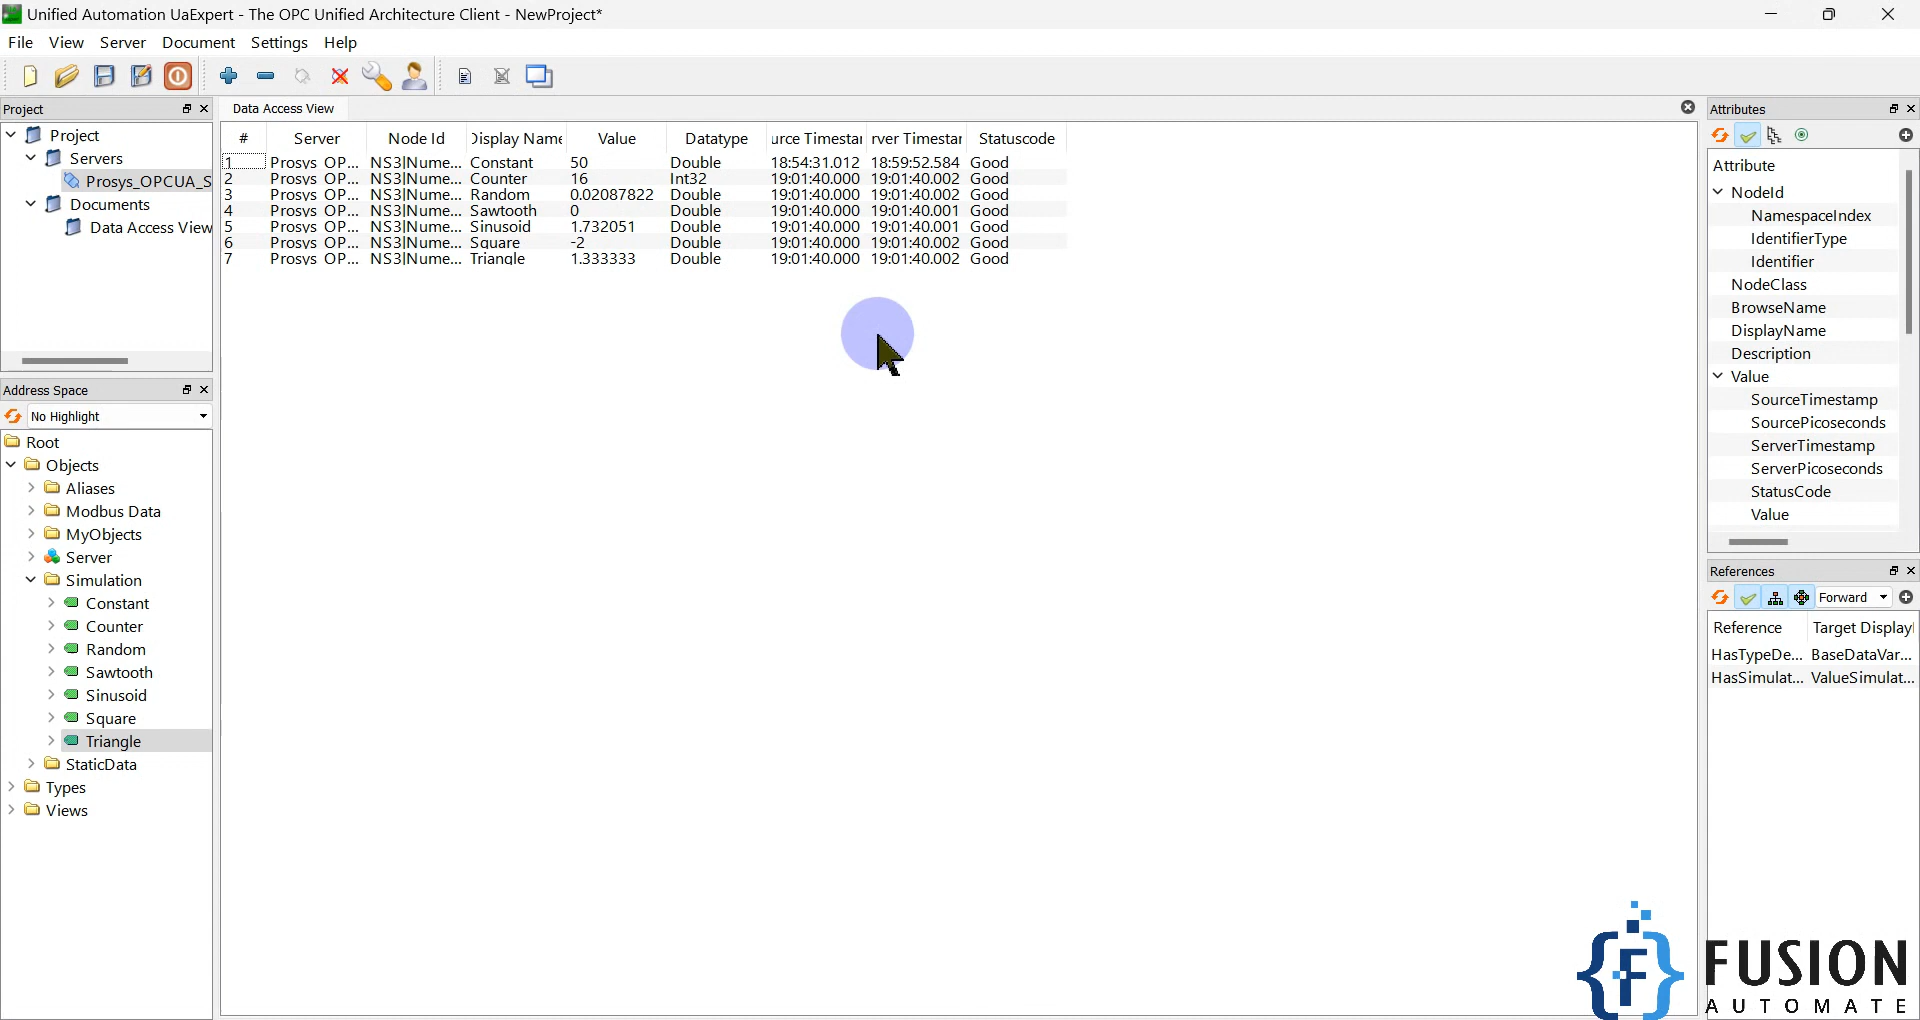 Unified Automation UaExpert - The OPC Unified Architecture Client - NewProject*
File View Server Document Settings Help
Project
Project
Servers
Prosys_OPCUA_S
Documents
Data Access View
Address Space
No Highlight
Root
Objects
Aliases
Modbus Data
MyObjects
Server
Simulation
Constant
Counter
Random
Sawtooth
Sinusoid
Square
Triangle
StaticData
Types
Views
Data Access View
# Server Node Id Display Name Value Datatype urce Timestar rver Timestar Statuscode
1 Prosys OP... NS3|Nume... Constant 50 Double 18:54:31.012 18:59:52.584 Good
2 Prosys OP... NS3|Nume... Counter 16 Int32 19:01:40.000 19:01:40.002 Good
3 Prosys OP... NS3|Nume... Random 0.02087822 Double 19:01:40.000 19:01:40.002 Good
4 Prosys OP... NS3|Nume... Sawtooth 0 Double 19:01:40.000 19:01:40.001 Good
5 Prosys OP... NS3|Nume... Sinusoid 1.732051 Double 19:01:40.000 19:01:40.001 Good
6 Prosys OP... NS3|Nume... Square -2 Double 19:01:40.000 19:01:40.002 Good
7 Prosys OP... NS3|Nume... Triangle 1.333333 Double 19:01:40.000 19:01:40.002 Good
Attributes
Attribute
NodeId
NamespaceIndex
IdentifierType
Identifier
NodeClass
BrowseName
DisplayName
Description
Value
SourceTimestamp
SourcePicoseconds
ServerTimestamp
ServerPicoseconds
StatusCode
Value
References
Forward
Reference Target Display
HasTypeDe... BaseDataVar...
HasSimulat... ValueSimulat...
F
FUSION
AUTOMATE